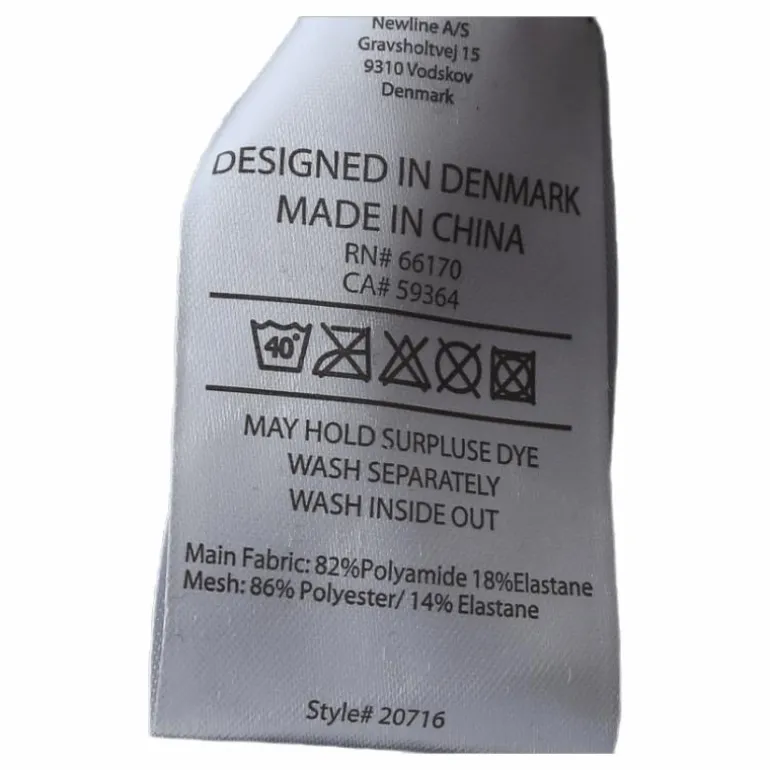 Newline A/S
Gravsholtvej 15
9310 Vodskov
Denmark
DESIGNED IN DENMARK
MADE IN CHINA
RN# 66170
CA# 59364
40°
MAY HOLD SURPLUSE DYE
WASH SEPARATELY
WASH INSIDE OUT
Main Fabric: 82%Polyamide 18%Elastane
Mesh: 86% Polyester/ 14% Elastane
Style# 20716